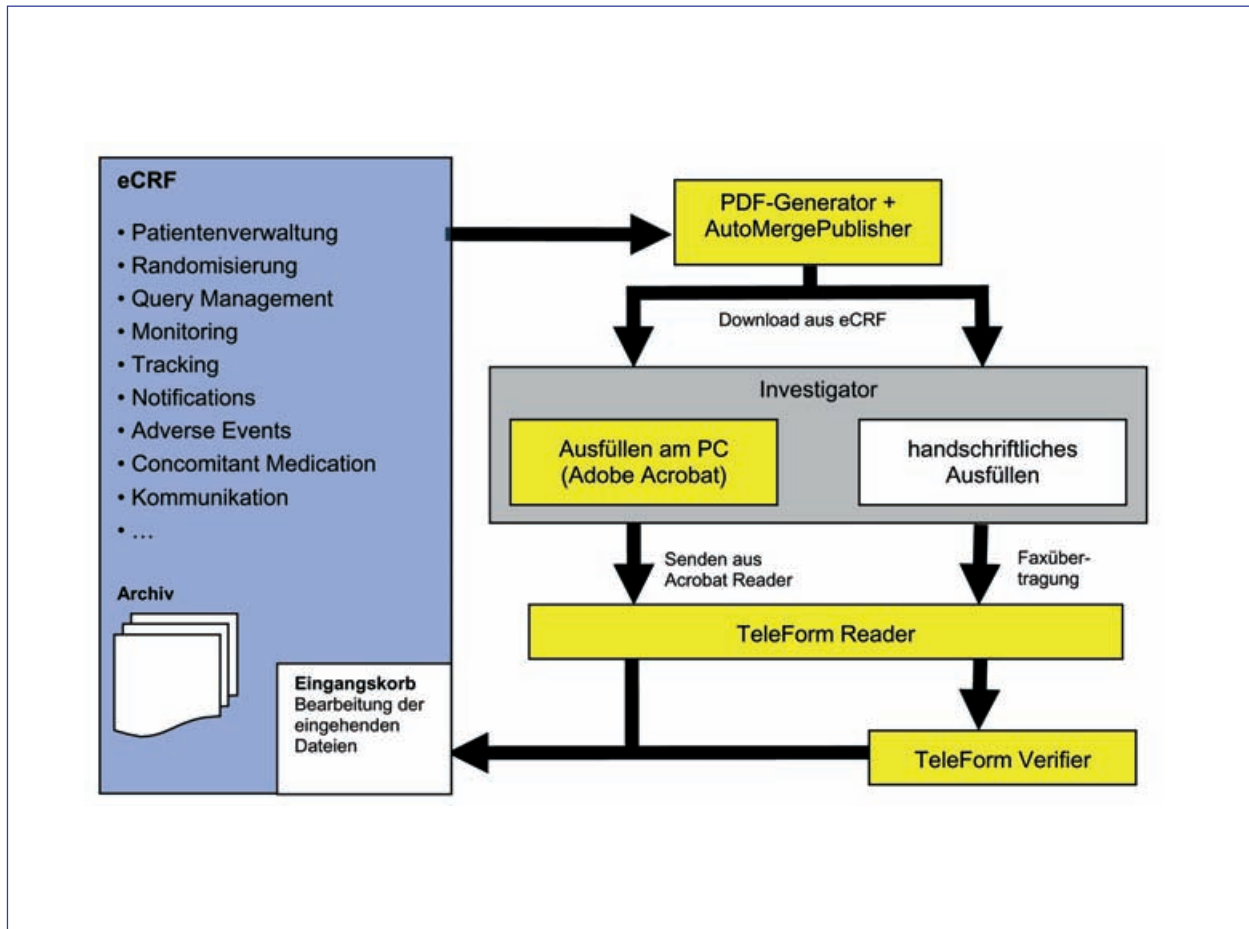 eCRF
• Patientenverwaltung
• Randomisierung
• Query Management
• Monitoring
• Tracking
• Notifications
• Adverse Events
• Concomitant Medication
• Kommunikation
• …
Archiv
Eingangskorb
Bearbeitung der
eingehenden
Dateien
PDF-Generator +
AutoMergePublisher
Download aus eCRF
Investigator
Ausfüllen am PC
(Adobe Acrobat)
handschriftliches
Ausfüllen
Senden aus
Acrobat Reader
Faxüber-
tragung
TeleForm Reader
TeleForm Verifier